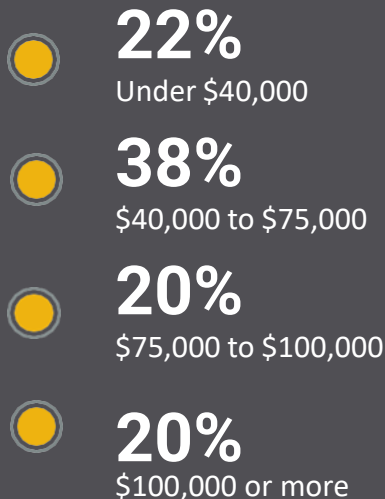 22%
Under $40,000
38%
$40,000 to $75,000
20%
$75,000 to $100,000
20%
$100,000 or more